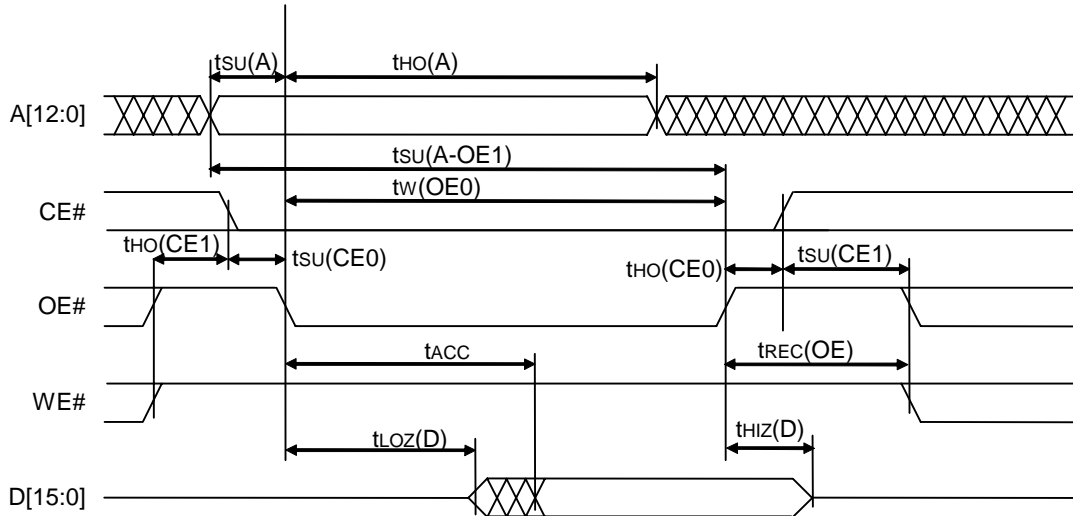 tSU(A)
tHO(A)
A[12:0]
tSU(A-OE1)
tW(OE0)
CE#
tHO(CE1)
tSU(CE0)
tHO(CE0)
tSU(CE1)
OE#
tACC
tREC(OE)
WE#
tLOZ(D)
tHIZ(D)
D[15:0]